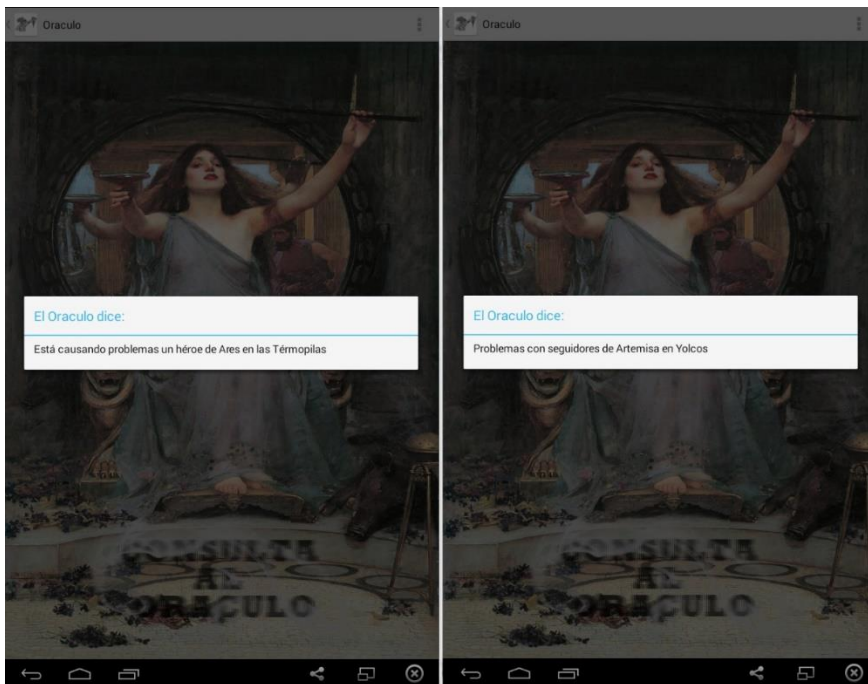 Oraculo
El Oraculo dice:
Está causando problemas un héroe de Ares en las Térmopilas
CONSULTA
AL
ORACULO
Oraculo
El Oraculo dice:
Problemas con seguidores de Artemisa en Yolcos
CONSULTA
AL
ORACULO